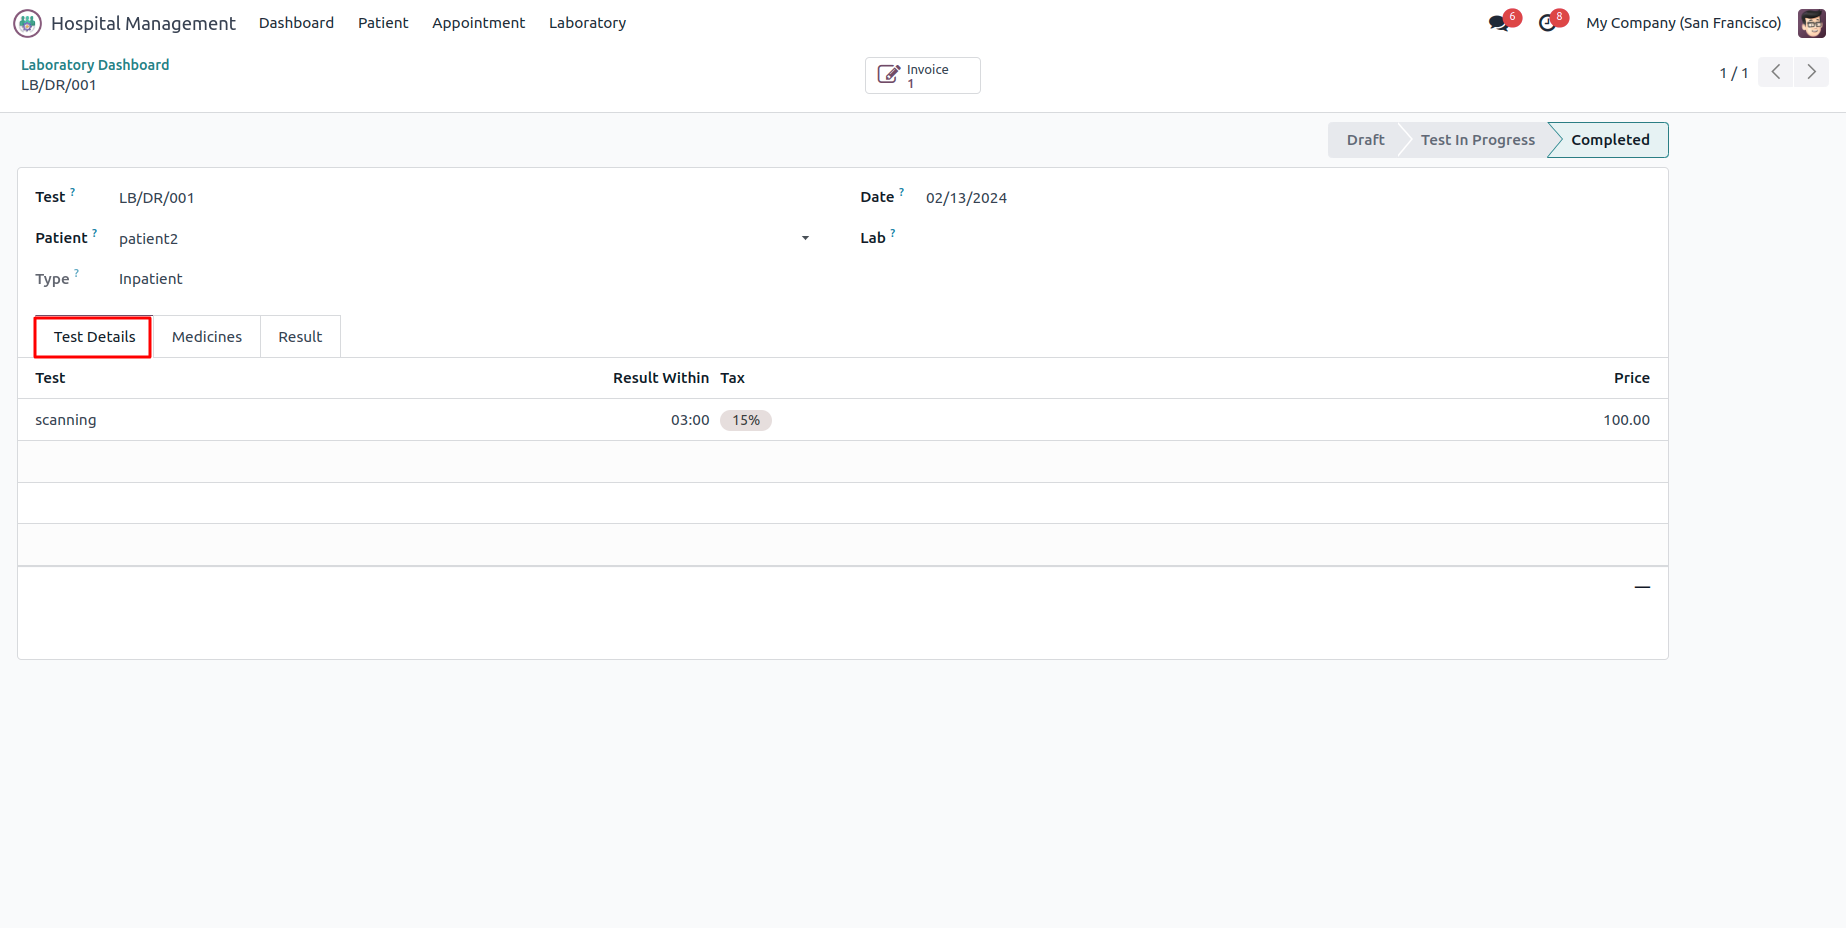 Hospital Management Dashboard Patient Appointment Laboratory 6 8 My Company (San Francisco)
Laboratory Dashboard
LB/DR/001
Invoice
1
1 / 1
Draft Test In Progress Completed
Test ? LB/DR/001 Date ? 02/13/2024
Patient ? patient2 Lab ?
Type ? Inpatient
Test Details Medicines Result
Test Result Within Tax Price
scanning 03:00 15% 100.00
—